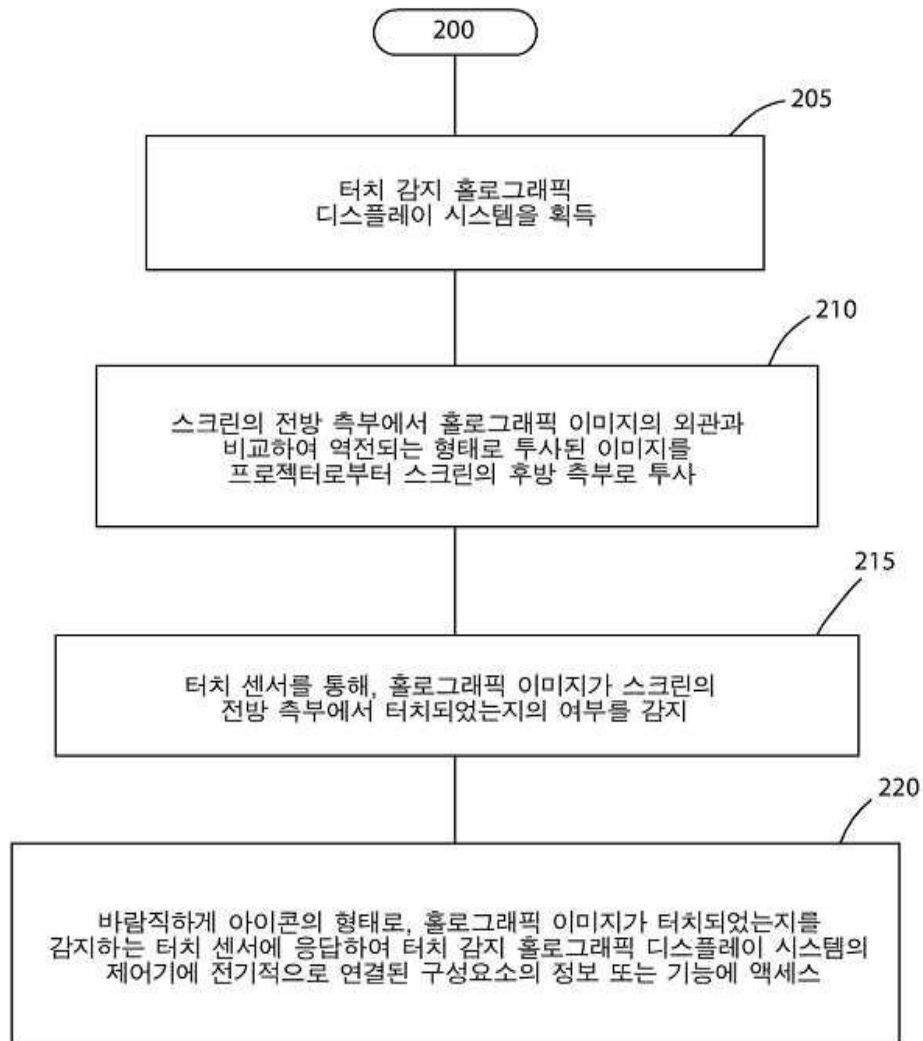 200
205
터치 감지 홀로그래픽
디스플레이 시스템을 획득
210
스크린의 전방 측부에서 홀로그래픽 이미지의 외관과
비교하여 역전되는 형태로 투사된 이미지를
프로젝터로부터 스크린의 후방 측부로 투사
215
터치 센서를 통해, 홀로그래픽 이미지가 스크린의
전방 측부에서 터치되었는지의 여부를 감지
220
바람직하게 아이콘의 형태로, 홀로그래픽 이미지가 터치되었는지를
감지하는 터치 센서에 응답하여 터치 감지 홀로그래픽 디스플레이 시스템의
제어기에 전기적으로 연결된 구성요소의 정보 또는 기능에 액세스